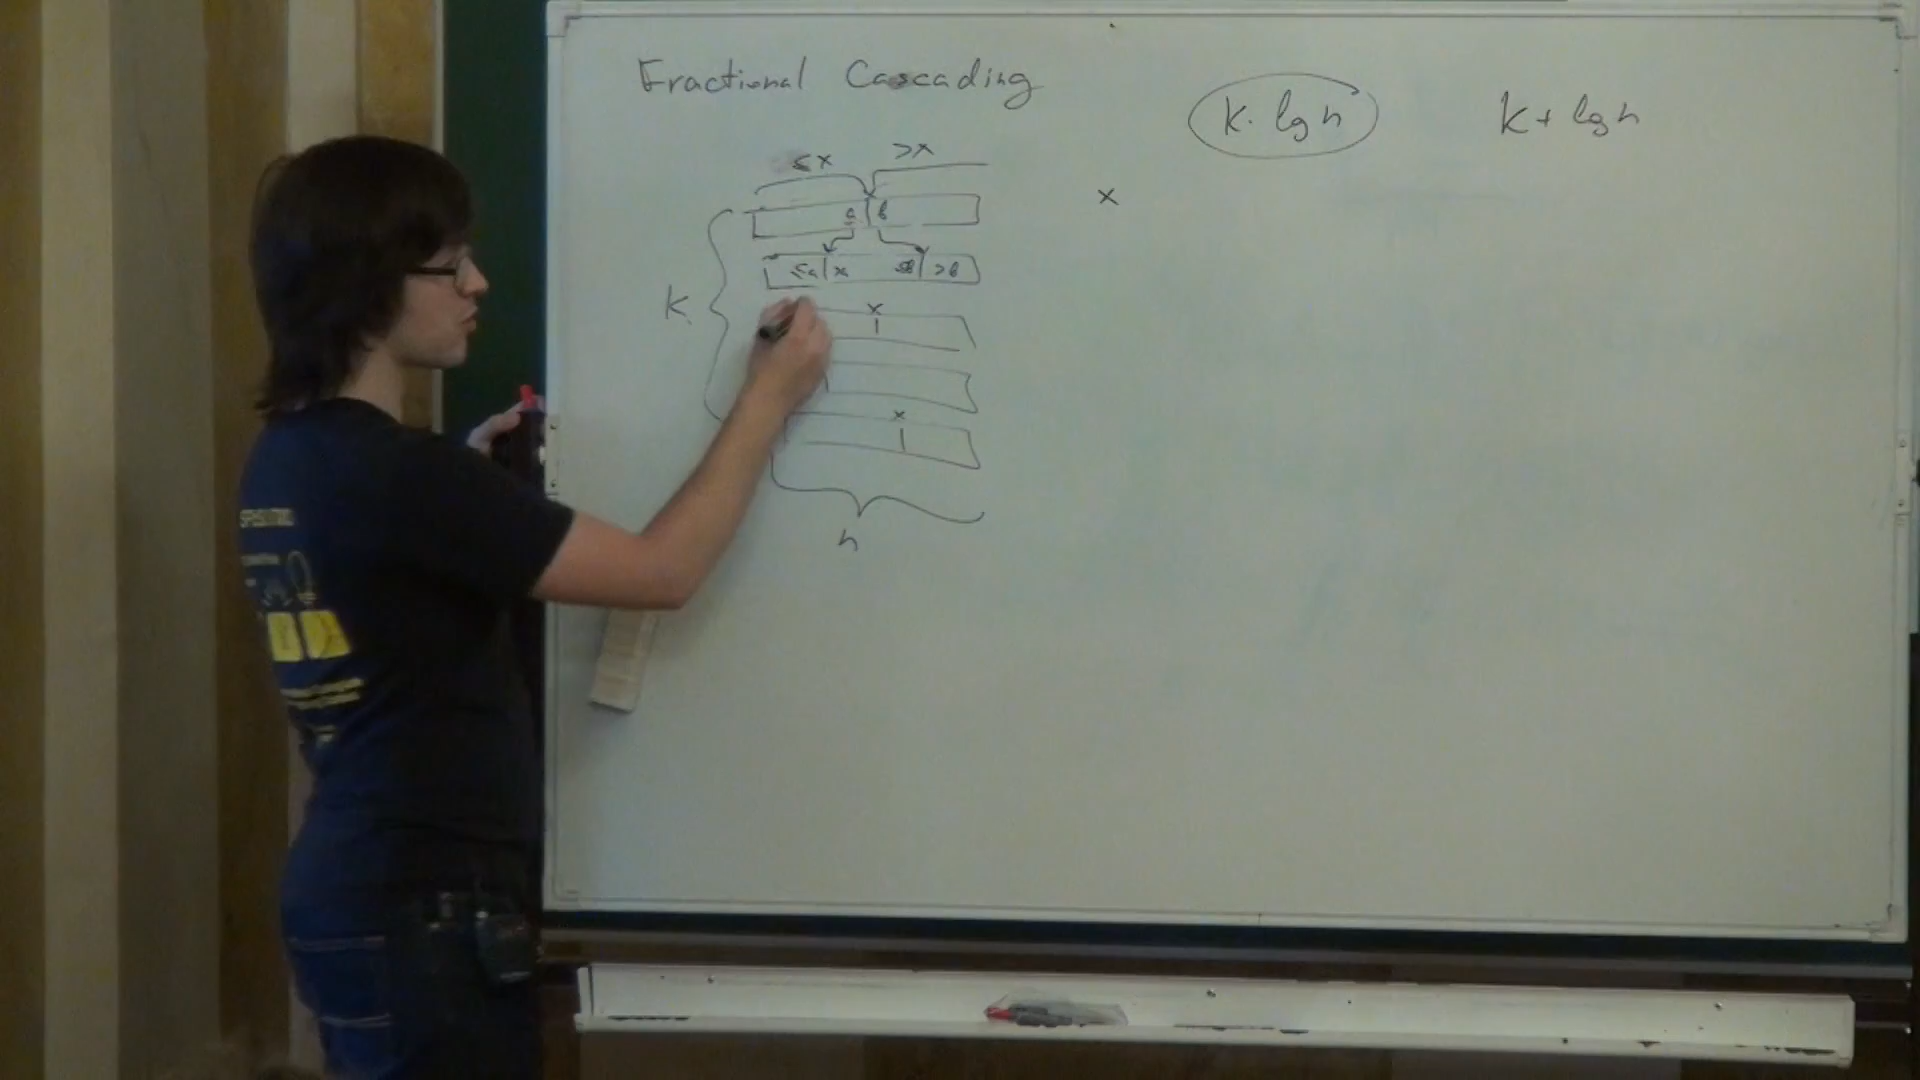 Fractional Cascading
K · lg n
K + lg n
≤ x
> x
x
a | b
≤a | x ≤b | >b
K
x
x
n